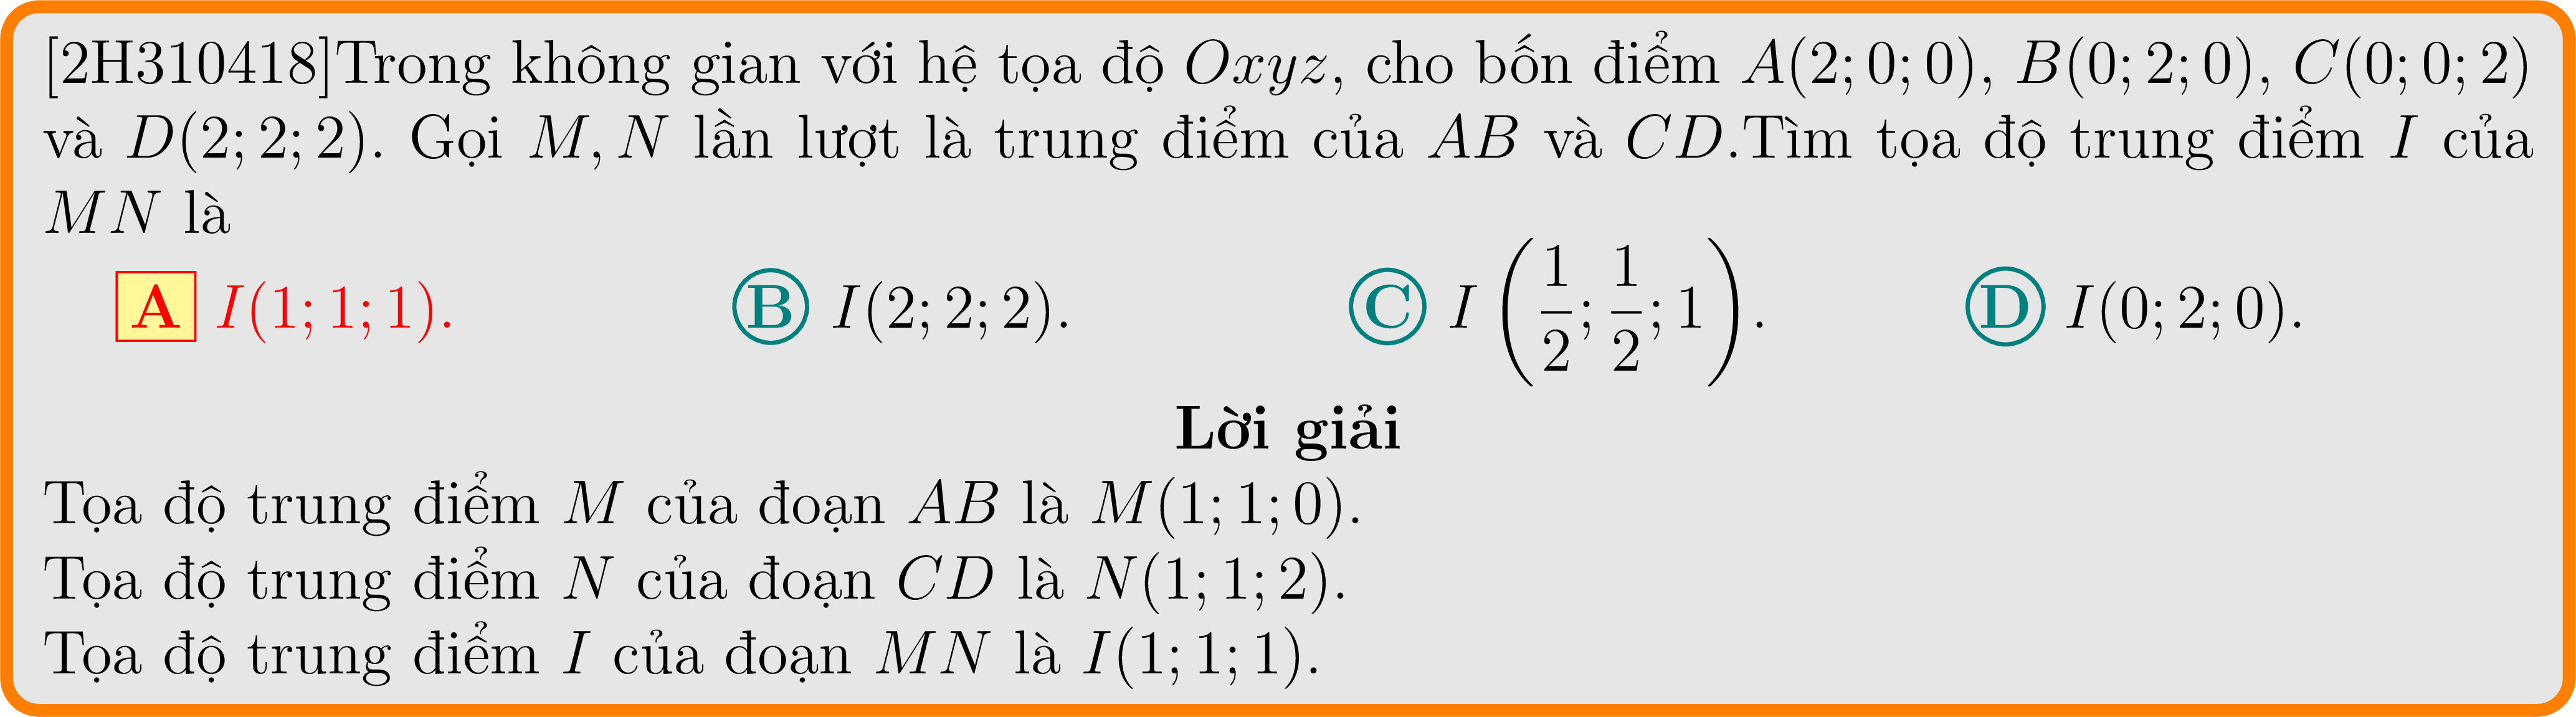 [2H310418]Trong không gian với hệ tọa độ Oxyz, cho bốn điểm A(2; 0; 0), B(0; 2; 0), C(0; 0; 2)
và D(2; 2; 2). Gọi M, N lần lượt là trung điểm của AB và CD.Tìm tọa độ trung điểm I của
MN là
A I(1; 1; 1). B I(2; 2; 2). C I(1/2; 1/2; 1). D I(0; 2; 0).
Lời giải
Tọa độ trung điểm M của đoạn AB là M(1; 1; 0).
Tọa độ trung điểm N của đoạn CD là N(1; 1; 2).
Tọa độ trung điểm I của đoạn MN là I(1; 1; 1).